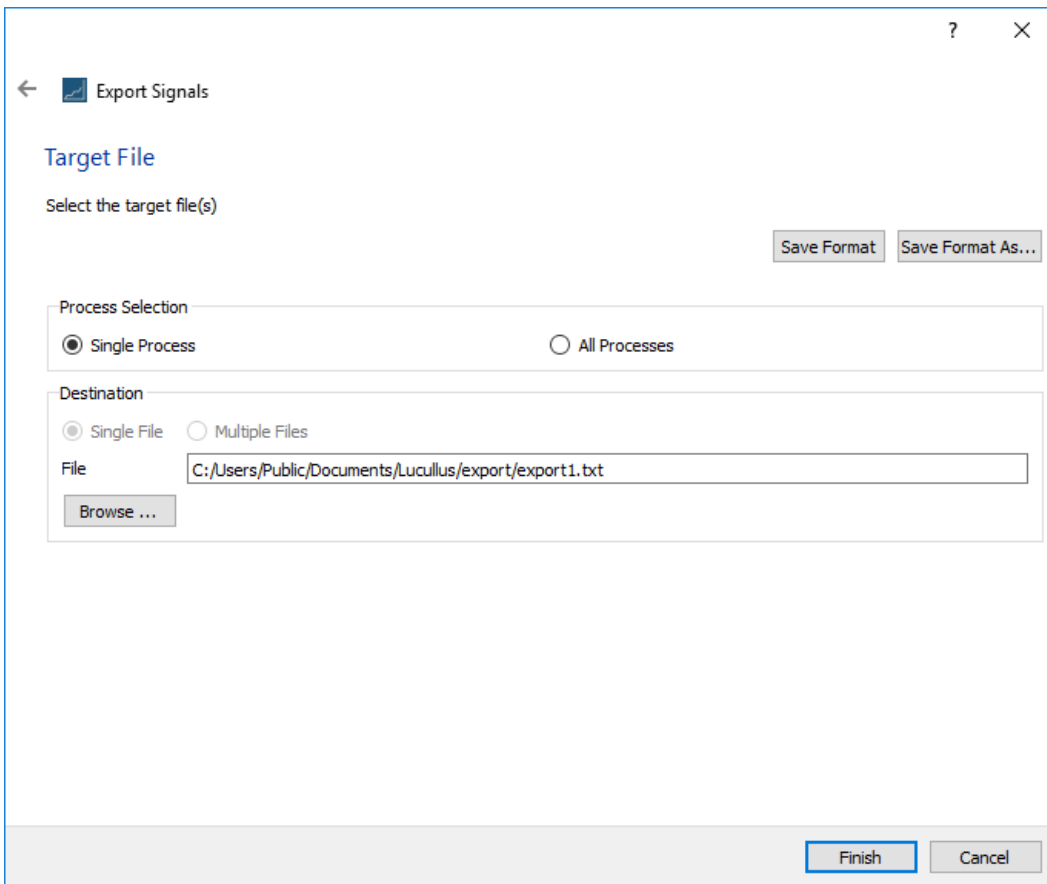 ?
Export Signals
Target File
Select the target file(s)
Save Format Save Format As...
Process Selection
Single Process All Processes
Destination
Single File Multiple Files
File C:/Users/Public/Documents/Lucullus/export/export1.txt
Browse ...
Finish Cancel